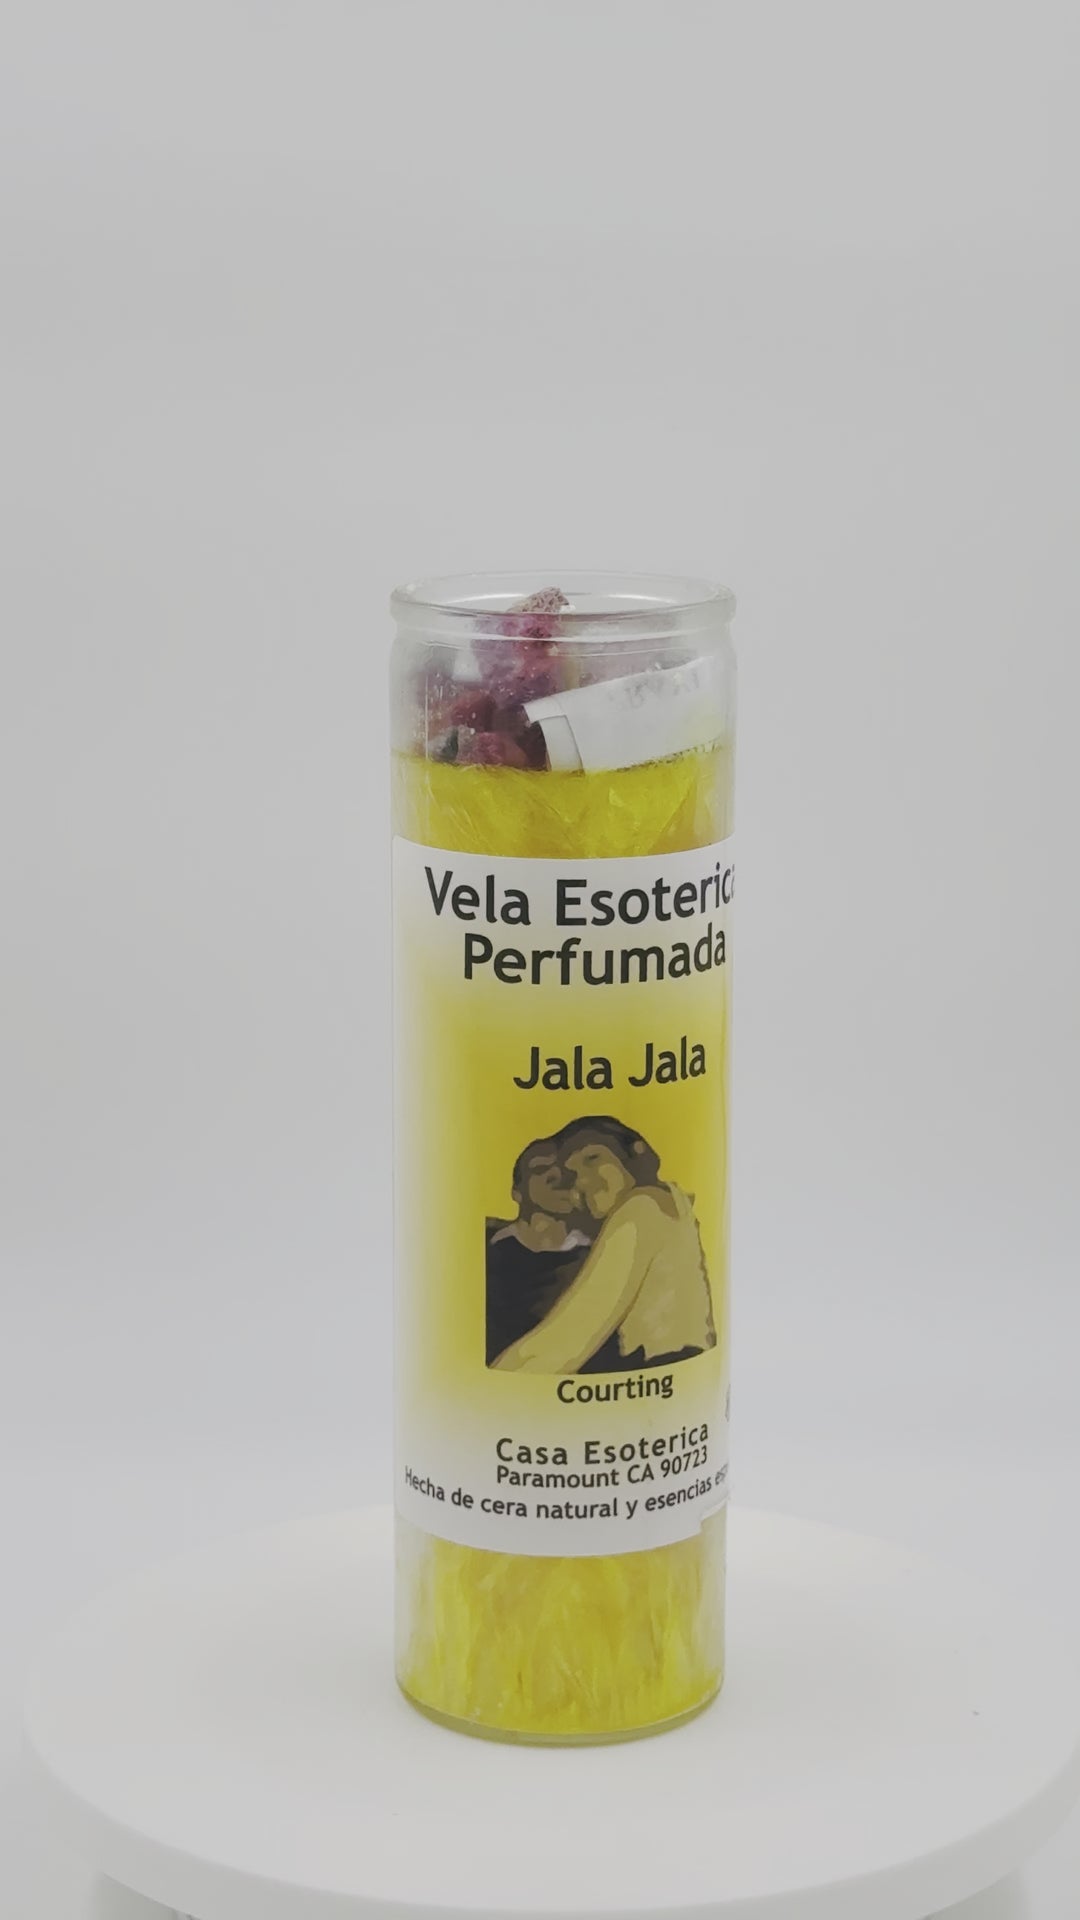 Vela Esoterica
Perfumada
Jala Jala
Courting
Casa Esoterica
Paramount CA 90723
Hecha de cera natural y esencias